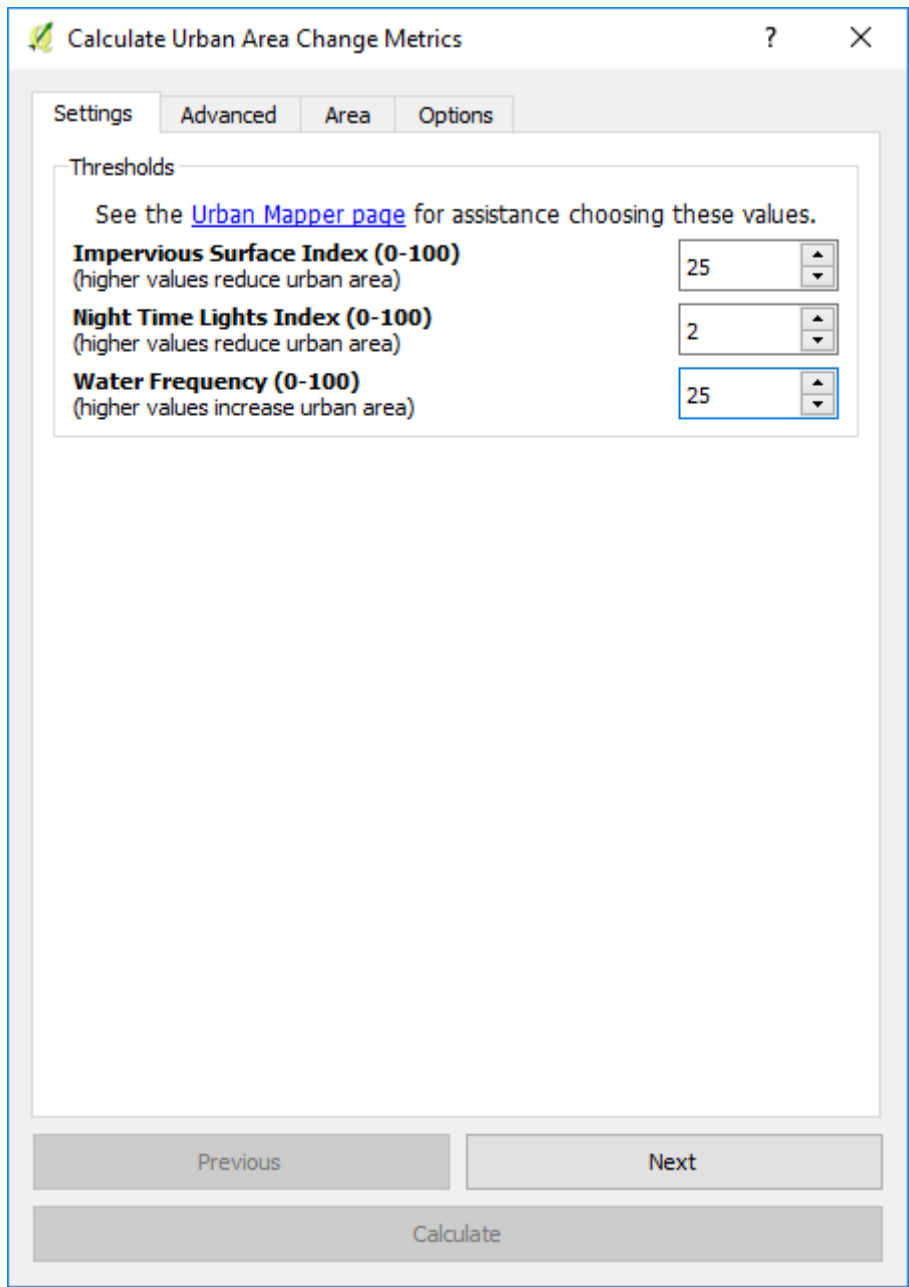 Calculate Urban Area Change Metrics ?
Settings Advanced Area Options
Thresholds
See the Urban Mapper page for assistance choosing these values.
Impervious Surface Index (0-100)
(higher values reduce urban area)
25
Night Time Lights Index (0-100)
(higher values reduce urban area)
2
Water Frequency (0-100)
(higher values increase urban area)
25
Previous Next
Calculate